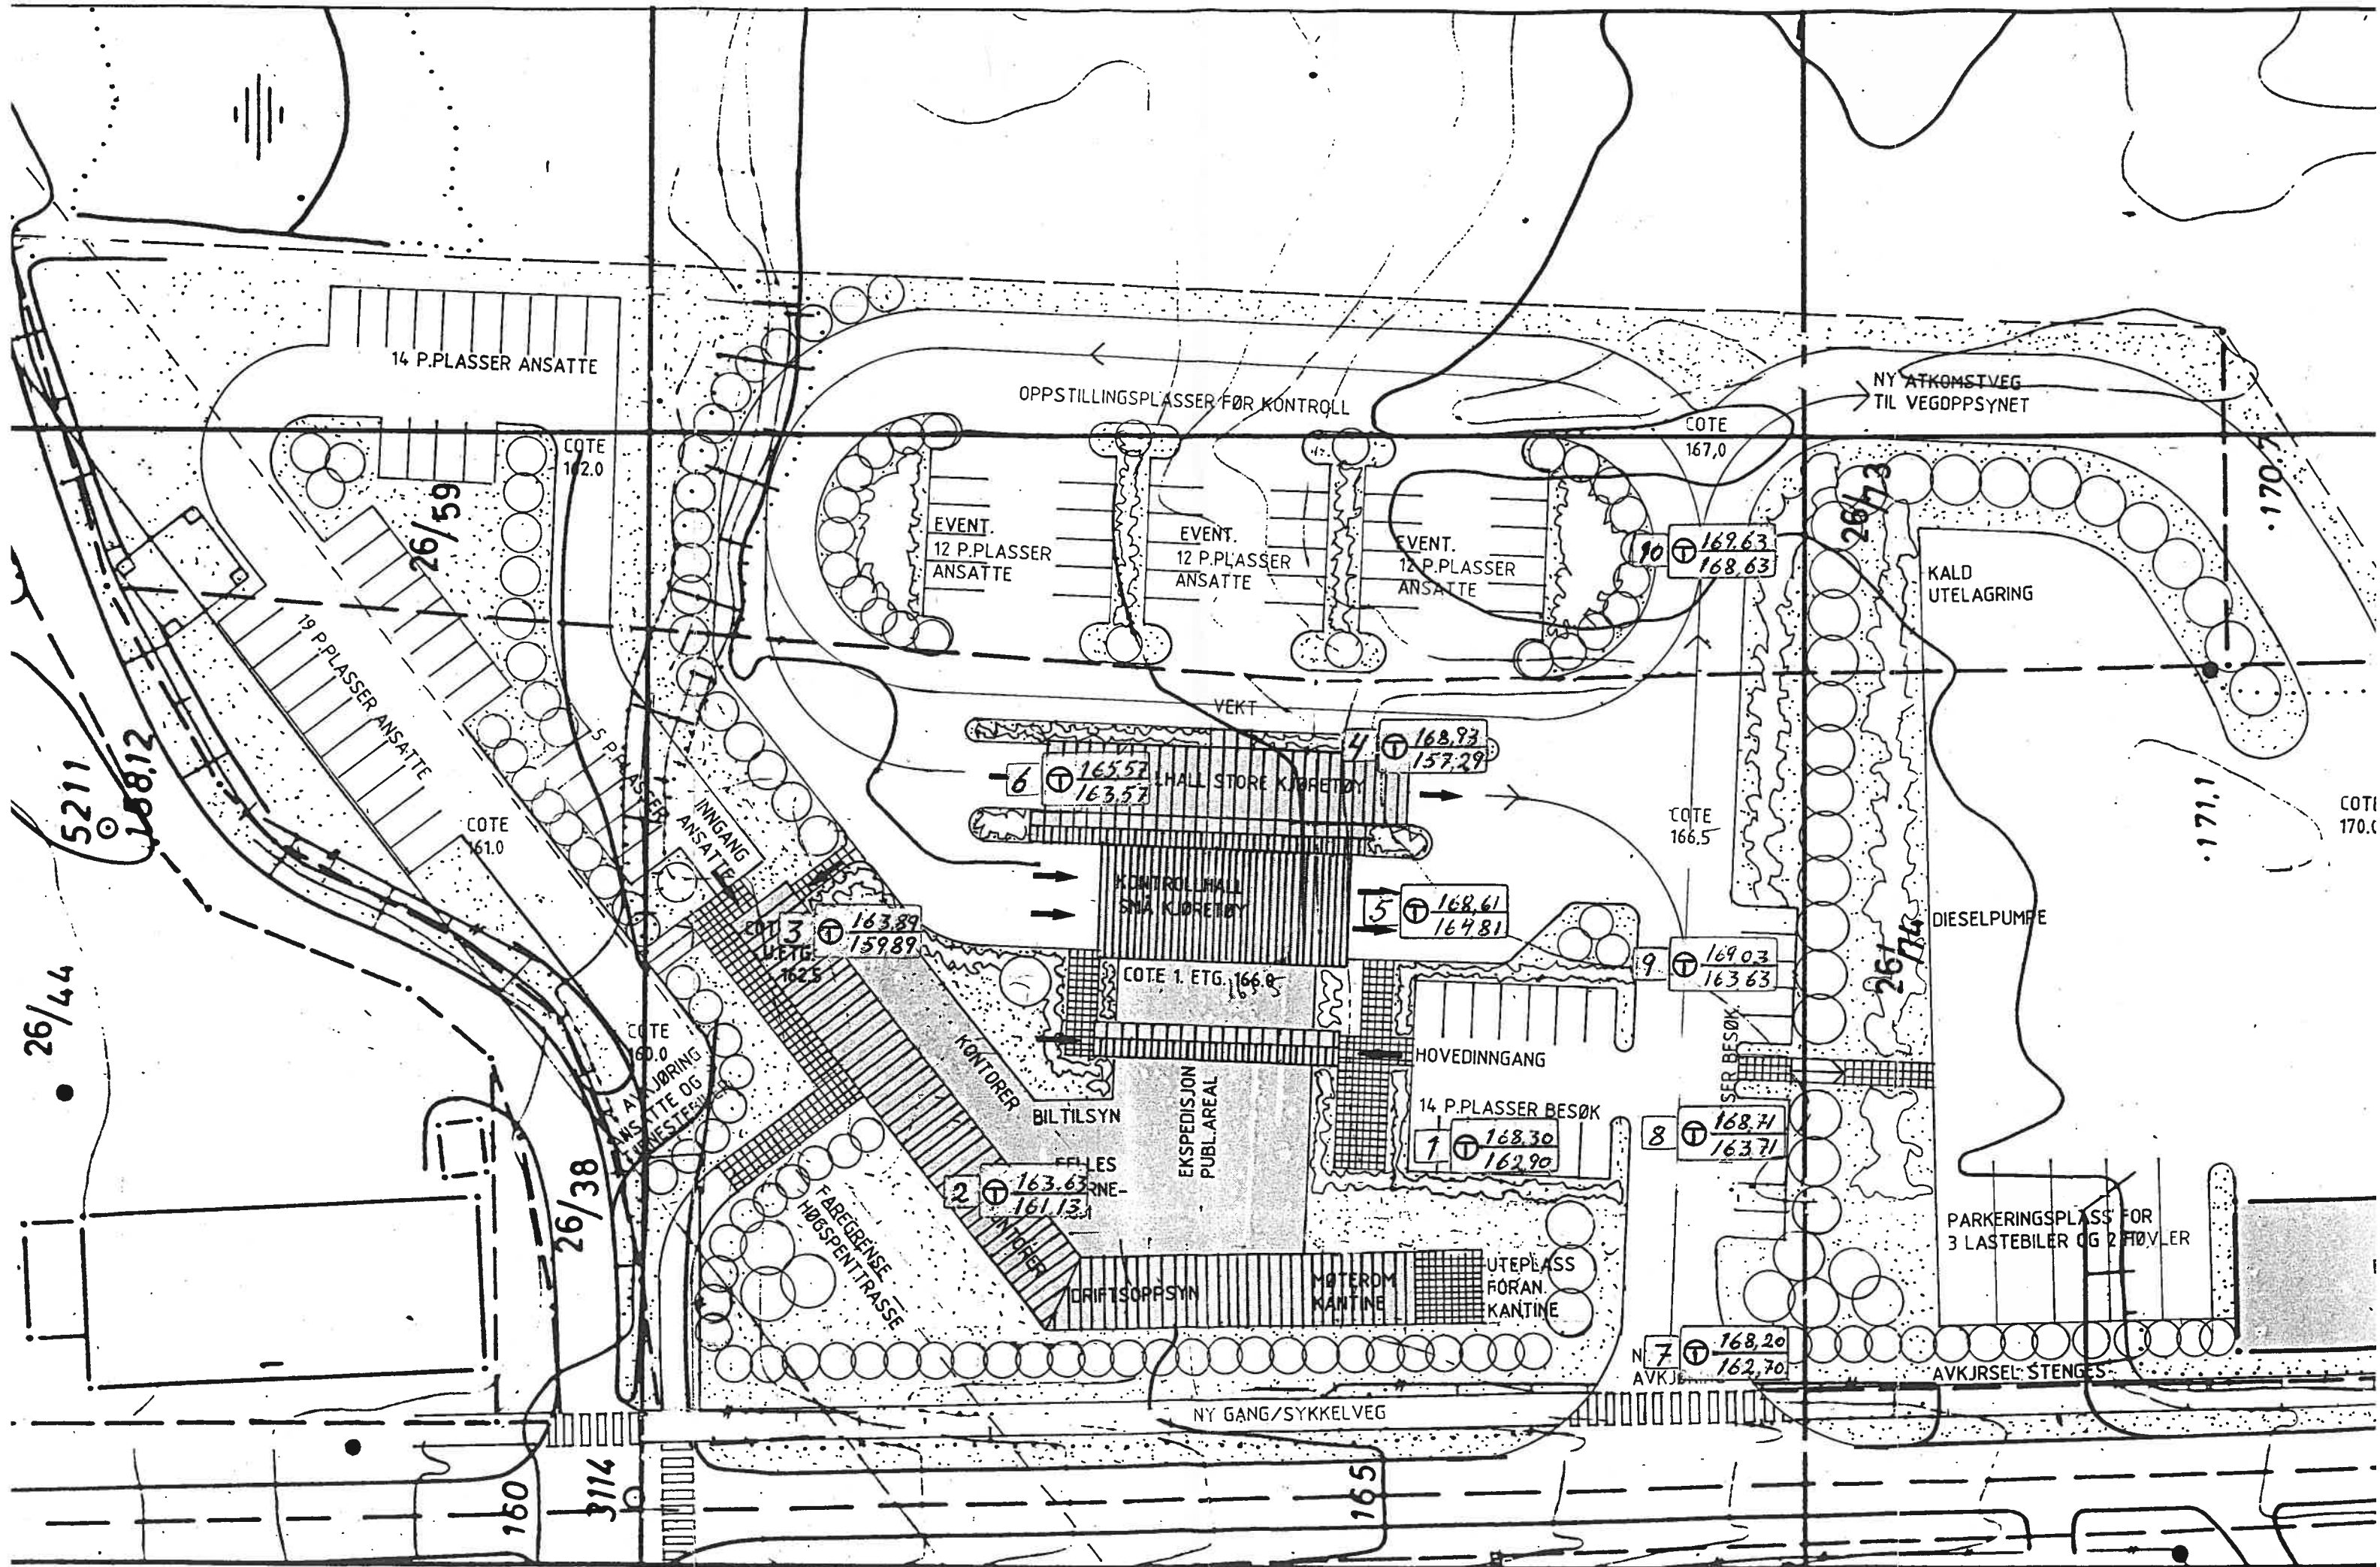 14 P.PLASSER ANSATTE
OPPSTILLINGSPLASSER FØR KONTROLL
NY ATKOMSTVEG
TIL VEGOPPSYNET
COTE
162.0
COTE
167,0
26/59
26/73
.170.7
EVENT.
12 P.PLASSER
ANSATTE
EVENT.
12 P.PLASSER
ANSATTE
EVENT.
12 P.PLASSER
ANSATTE
10 T 169.63
168,63
KALD
UTELAGRING
19 P.PLASSER ANSATTE
VEKT
4 T 168,93
157,29
6 T 165,57
163,57
HALL STORE KJØRETØY
5211
158,12
COTE
161.0
INNGANG
ANSATTE
COTE
166,5
.171,1
KONTROLLHALL
SMÅ KJØRETØY
5 T 168,61
164,81
3 T 163,89
159,89
U.ETG.
162.5
COTE 1. ETG.
9 T 169,03
163,63
26/74
DIESELPUMPE
26/44
COTE
160.0
KONTORER
BILTILSYN
EKSPEDISJON
PUBL.AREAL
HOVEDINNGANG
14 P.PLASSER BESØK
1 T 168,30
162,90
8 T 168,71
163,71
2 T 163,63
161,13
26/38
FAREGRENSE
HØGSPENTTRASSE
DRIFTSOPPSYN
MØTEROM
KANTINE
UTEPLASS
FORAN
KANTINE
PARKERINGSPLASS FOR
3 LASTEBILER OG 2 HØVLER
7 T 168,20
162,70
AVKJRSEL STENGES
NY GANG/SYKKELVEG
160
3114
165